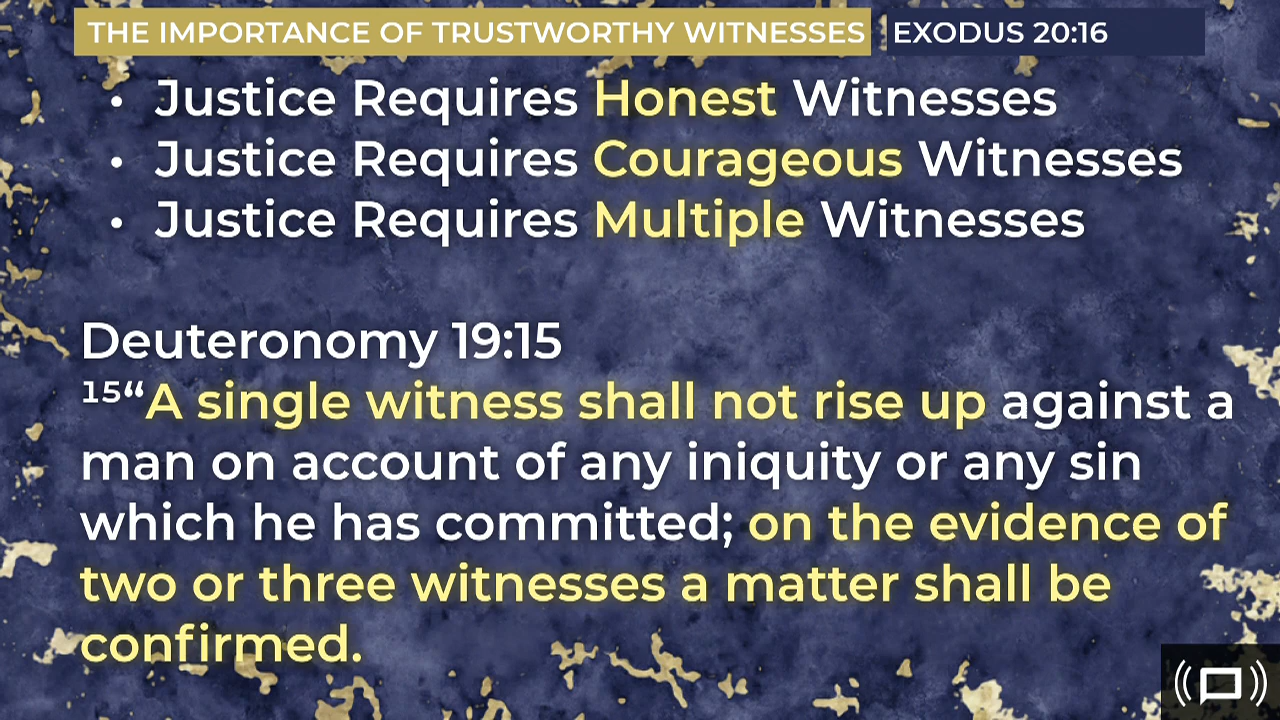 THE IMPORTANCE OF TRUSTWORTHY WITNESSES EXODUS 20:16
• Justice Requires Honest Witnesses
• Justice Requires Courageous Witnesses
• Justice Requires Multiple Witnesses
Deuteronomy 19:15
¹⁵“A single witness shall not rise up against a
man on account of any iniquity or any sin
which he has committed; on the evidence of
two or three witnesses a matter shall be
confirmed.